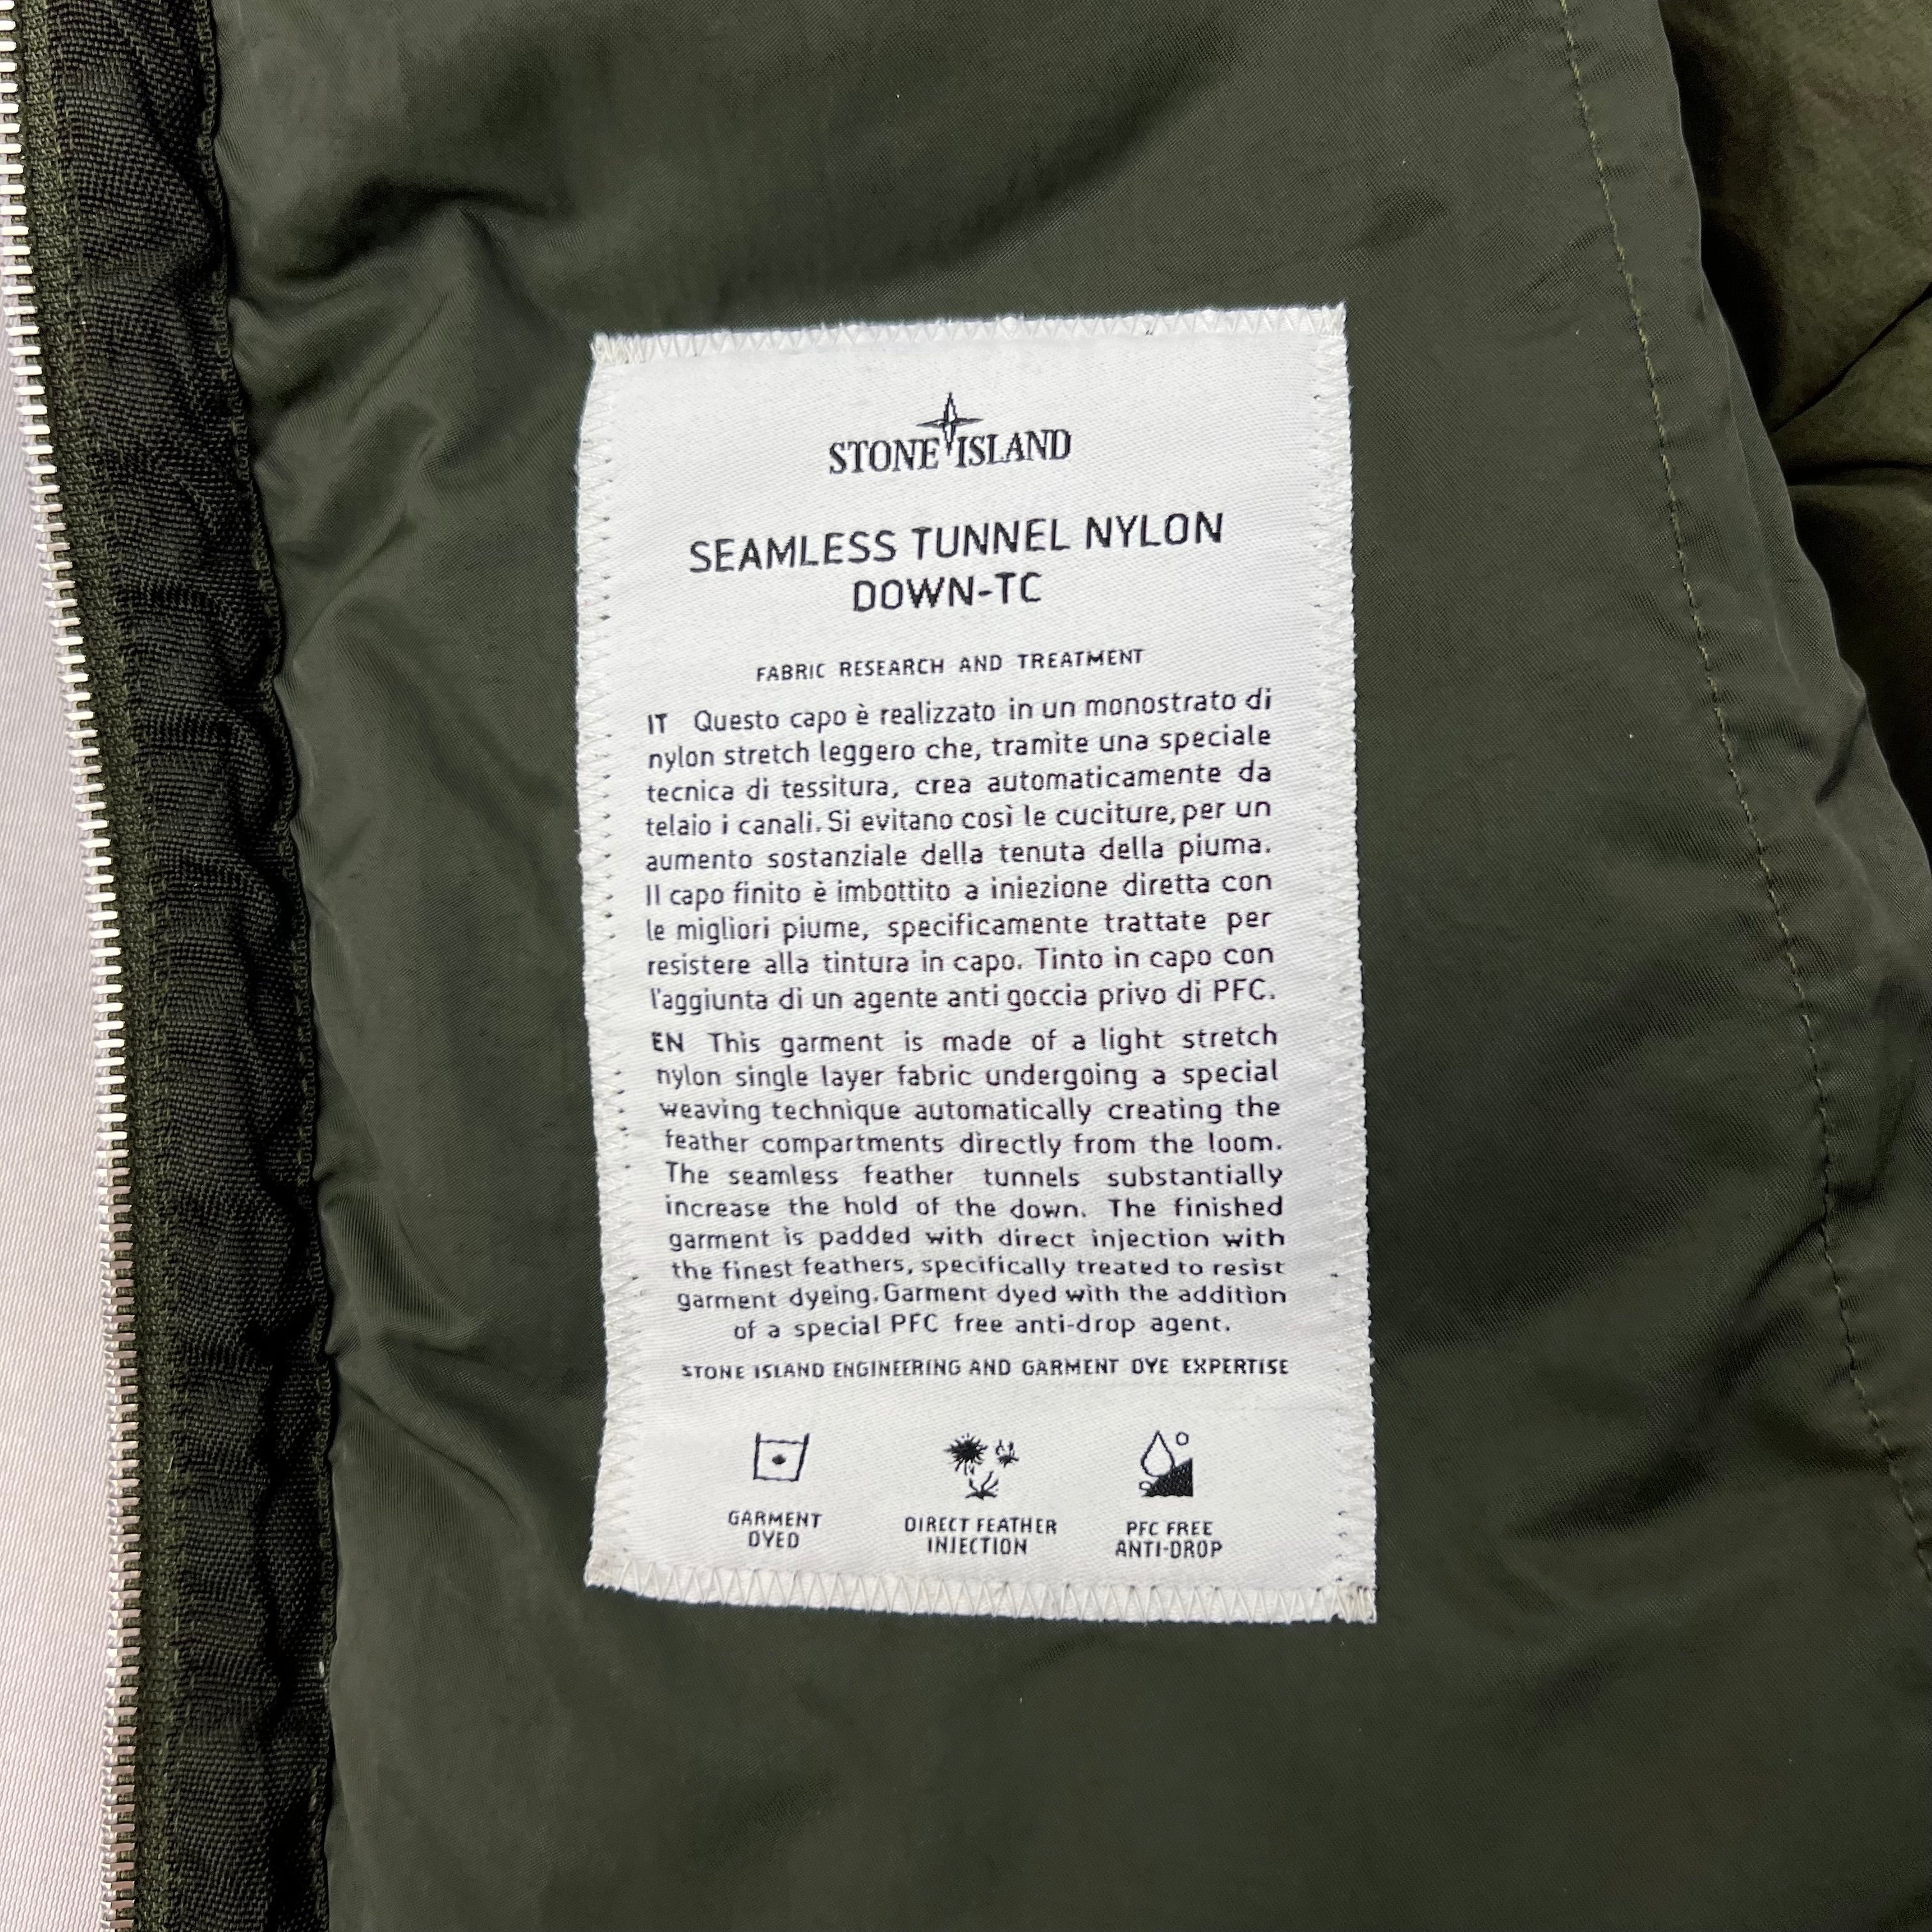 STONE ISLAND
SEAMLESS TUNNEL NYLON
DOWN-TC
FABRIC RESEARCH AND TREATMENT
IT Questo capo è realizzato in un monostrato di
nylon stretch leggero che, tramite una speciale
tecnica di tessitura, crea automaticamente da
telaio i canali. Si evitano così le cuciture, per un
aumento sostanziale della tenuta della piuma.
Il capo finito è imbottito a iniezione diretta con
le migliori piume, specificamente trattate per
resistere alla tintura in capo. Tinto in capo con
l'aggiunta di un agente anti goccia privo di PFC.
EN This garment is made of a light stretch
nylon single layer fabric undergoing a special
weaving technique automatically creating the
feather compartments directly from the loom.
The seamless feather tunnels substantially
increase the hold of the down. The finished
garment is padded with direct injection with
the finest feathers, specifically treated to resist
garment dyeing. Garment dyed with the addition
of a special PFC free anti-drop agent.
STONE ISLAND ENGINEERING AND GARMENT DYE EXPERTISE
GARMENT
DYED
DIRECT FEATHER
INJECTION
PFC FREE
ANTI-DROP